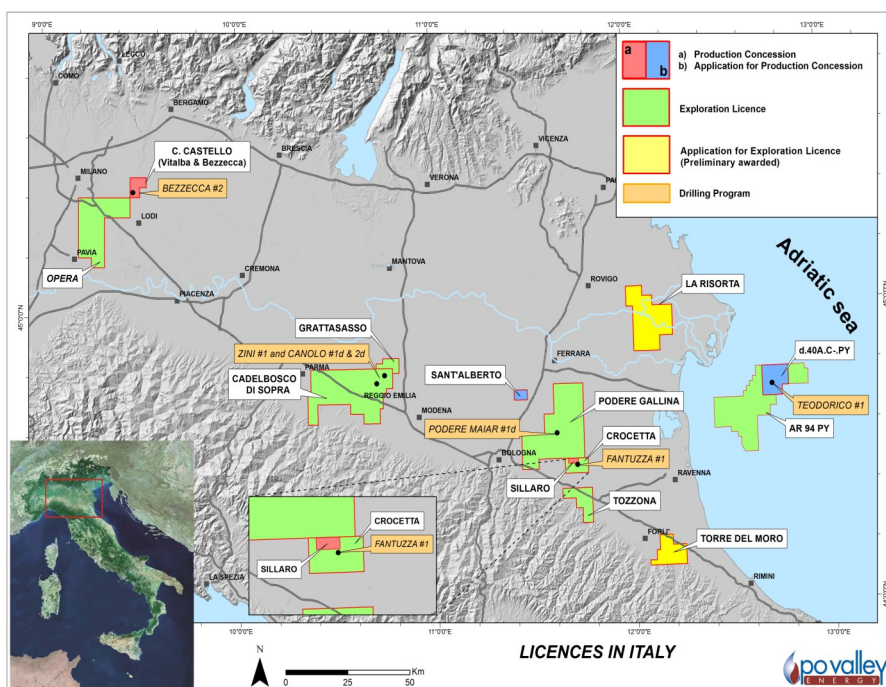 9°0'0"E
10°0'0"E
11°0'0"E
12°0'0"E
13°0'0"E
a
b
a) Production Concession
b) Application for Production Concession
Exploration Licence
Application for Exploration Licence
(Preliminary awarded)
Drilling Program
LECCO
COMO
BERGAMO
BRESCIA
VICENZA
VERONA
MILANO
C. CASTELLO
(Vitalba & Bezzecca)
BEZZECCA #2
LODI
PAVIA
OPERA
PIACENZA
CREMONA
MANTOVA
ROVIGO
Adriatic sea
LA RISORTA
45°0'0"N
45°0'0"N
GRATTASASSO
ZINI #1 and CANOLO #1d & 2d
PARMA
CADELBOSCO
DI SOPRA
REGGIO EMILIA
MODENA
SANT'ALBERTO
FERRARA
d.40A.C-.PY
TEODORICO #1
AR 94 PY
PODERE GALLINA
PODERE MAIAR #1d
BOLOGNA
CROCETTA
FANTUZZA #1
SILLARO
RAVENNA
TOZZONA
FORLI'
TORRE DEL MORO
RIMINI
CROCETTA
FANTUZZA #1
SILLARO
LA SPEZIA
44°0'0"N
10°0'0"E
11°0'0"E
12°0'0"E
13°0'0"E
N
Km
0
25
50
LICENCES IN ITALY
po valley
ENERGY